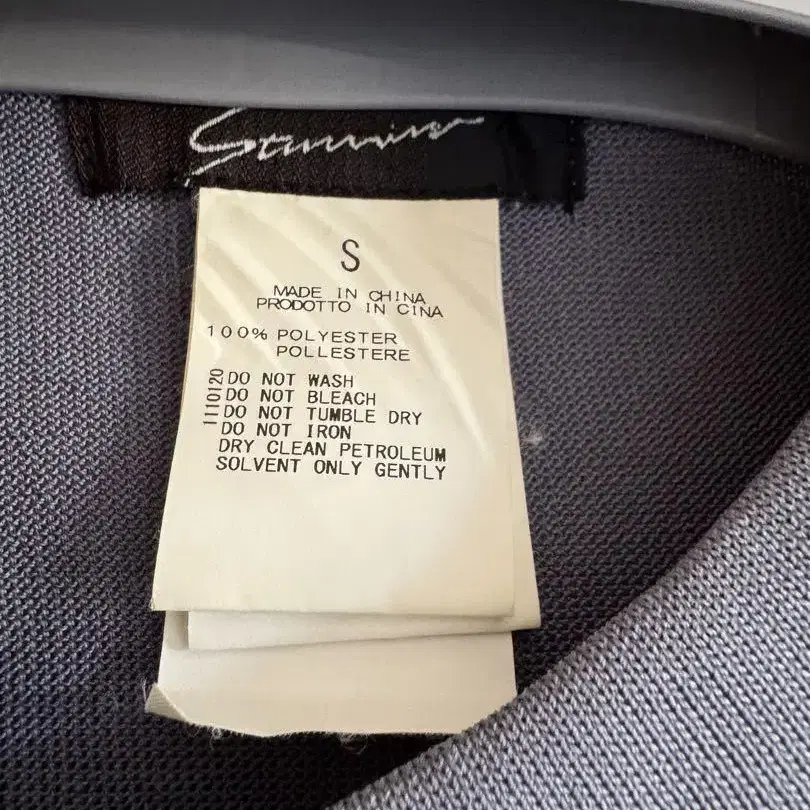 S
MADE IN CHINA
PRODOTTO IN CINA
100% POLYESTER
POLLESTERE
1110120
DO NOT WASH
DO NOT BLEACH
DO NOT TUMBLE DRY
DO NOT IRON
DRY CLEAN PETROLEUM
SOLVENT ONLY GENTLY